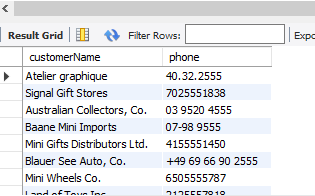 Result Grid Filter Rows: Expo
customerName phone
Atelier graphique 40.32.2555
Signal Gift Stores 7025551838
Australian Collectors, Co. 03 9520 4555
Baane Mini Imports 07-98 9555
Mini Gifts Distributors Ltd. 4155551450
Blauer See Auto, Co. +49 69 66 90 2555
Mini Wheels Co. 6505555787
Land of Toys Inc. 2125557818